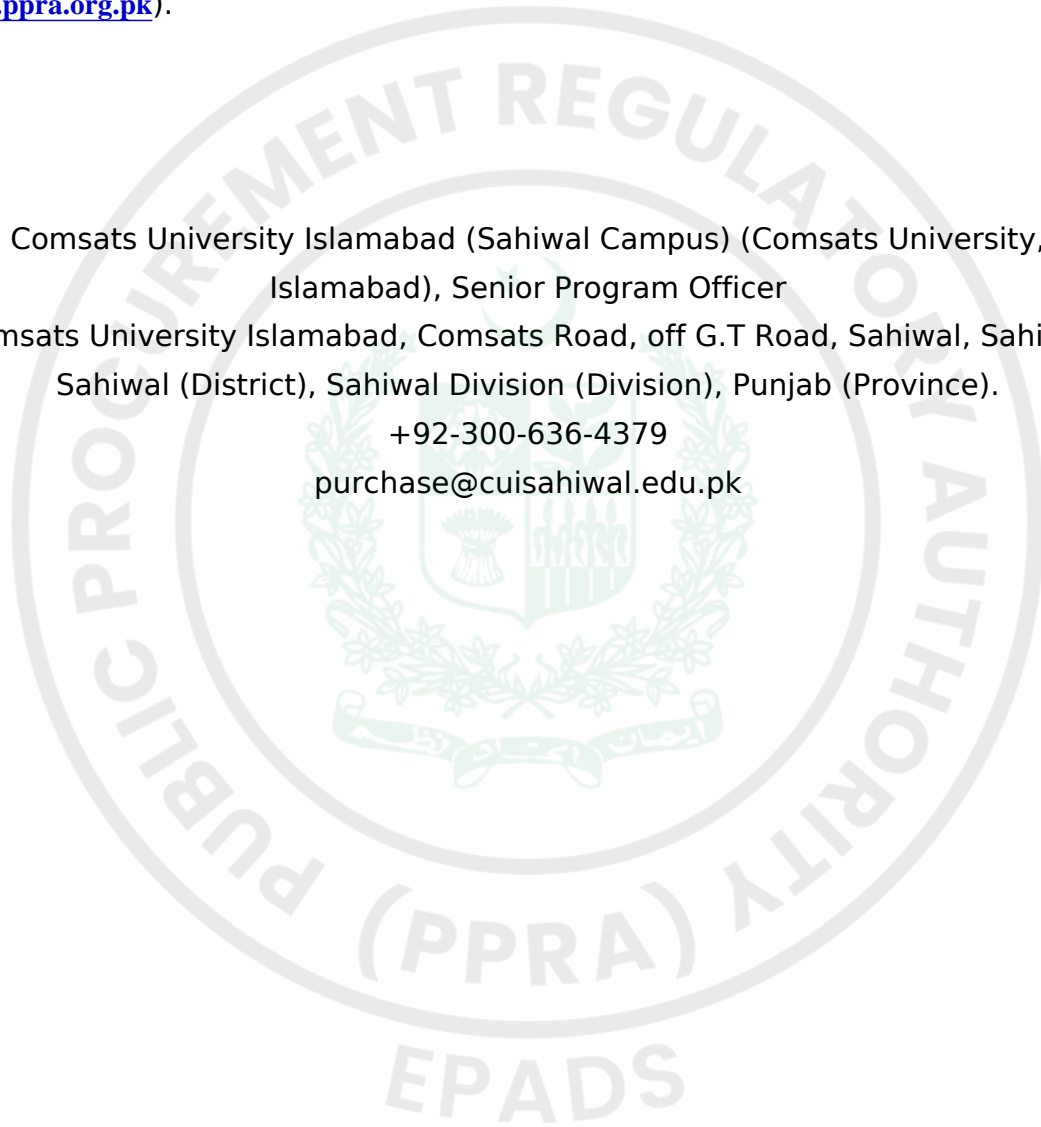 .ppra.org.pk).
Comsats University Islamabad (Sahiwal Campus) (Comsats University,
Islamabad), Senior Program Officer
msats University Islamabad, Comsats Road, off G.T Road, Sahiwal, Sahi
Sahiwal (District), Sahiwal Division (Division), Punjab (Province).
+92-300-636-4379
purchase@cuisahiwal.edu.pk
PUBLIC PROCUREMENT REGULATORY AUTHORITY
(PPRA)
EPADS